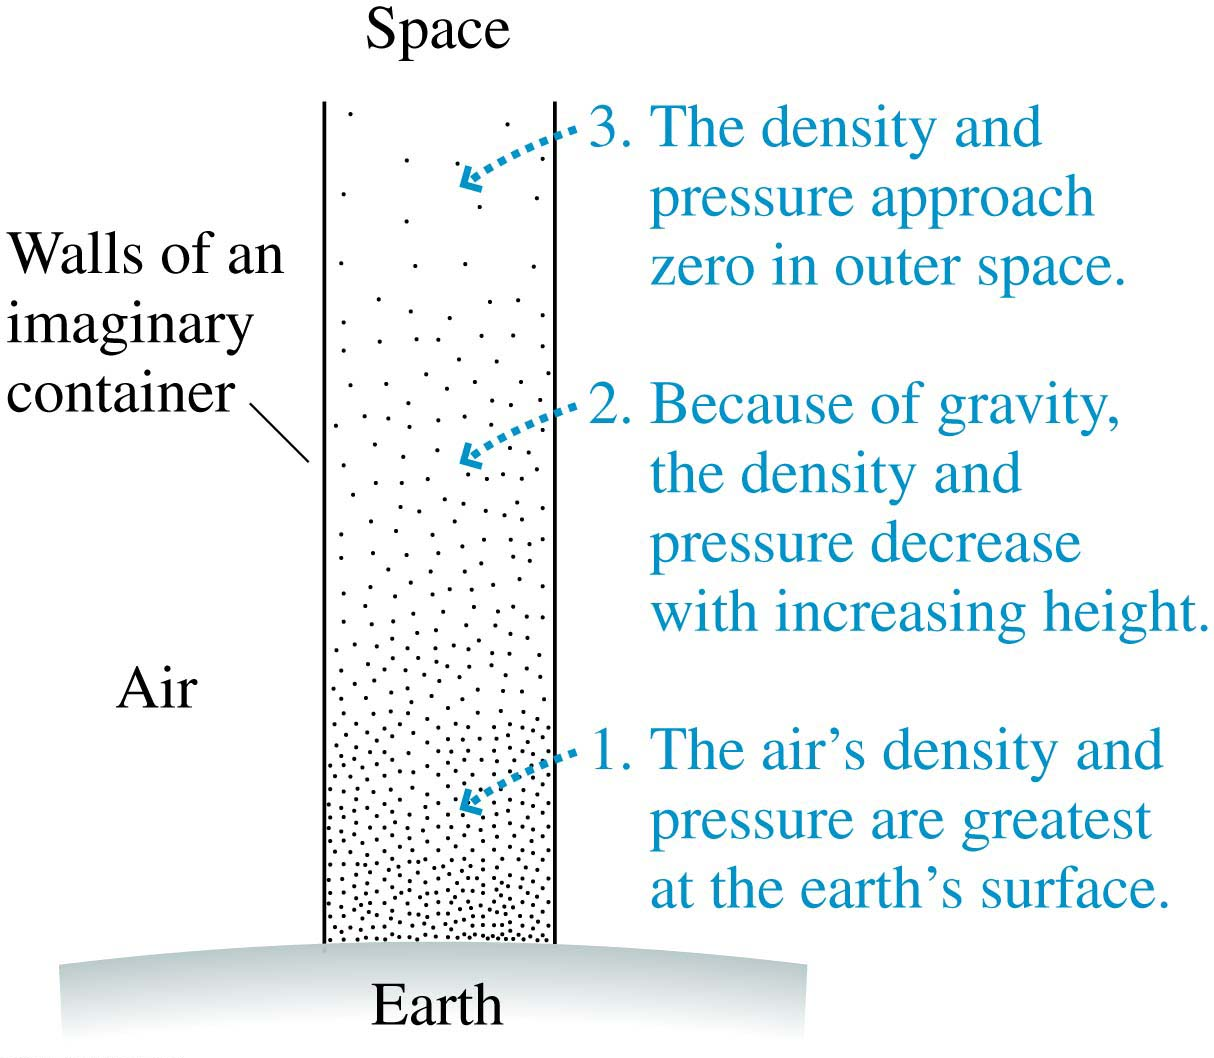 Space
3. The density and
pressure approach
zero in outer space.
Walls of an
imaginary
container
2. Because of gravity,
the density and
pressure decrease
with increasing height.
Air
1. The air’s density and
pressure are greatest
at the earth’s surface.
Earth